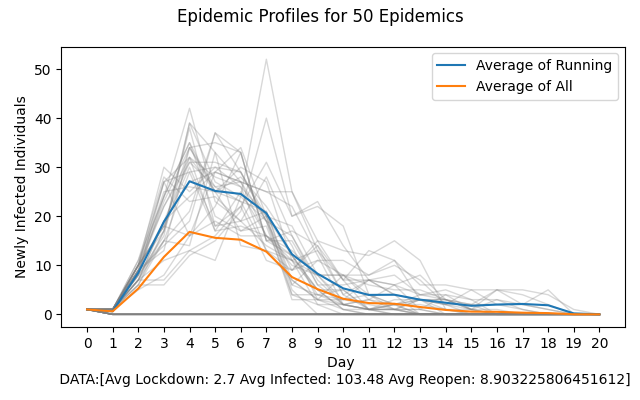 Epidemic Profiles for 50 Epidemics
Average of Running
Average of All
Newly Infected Individuals
50
40
30
20
10
0
0 1 2 3 4 5 6 7 8 9 10 11 12 13 14 15 16 17 18 19 20
Day
DATA:[Avg Lockdown: 2.7 Avg Infected: 103.48 Avg Reopen: 8.903225806451612]